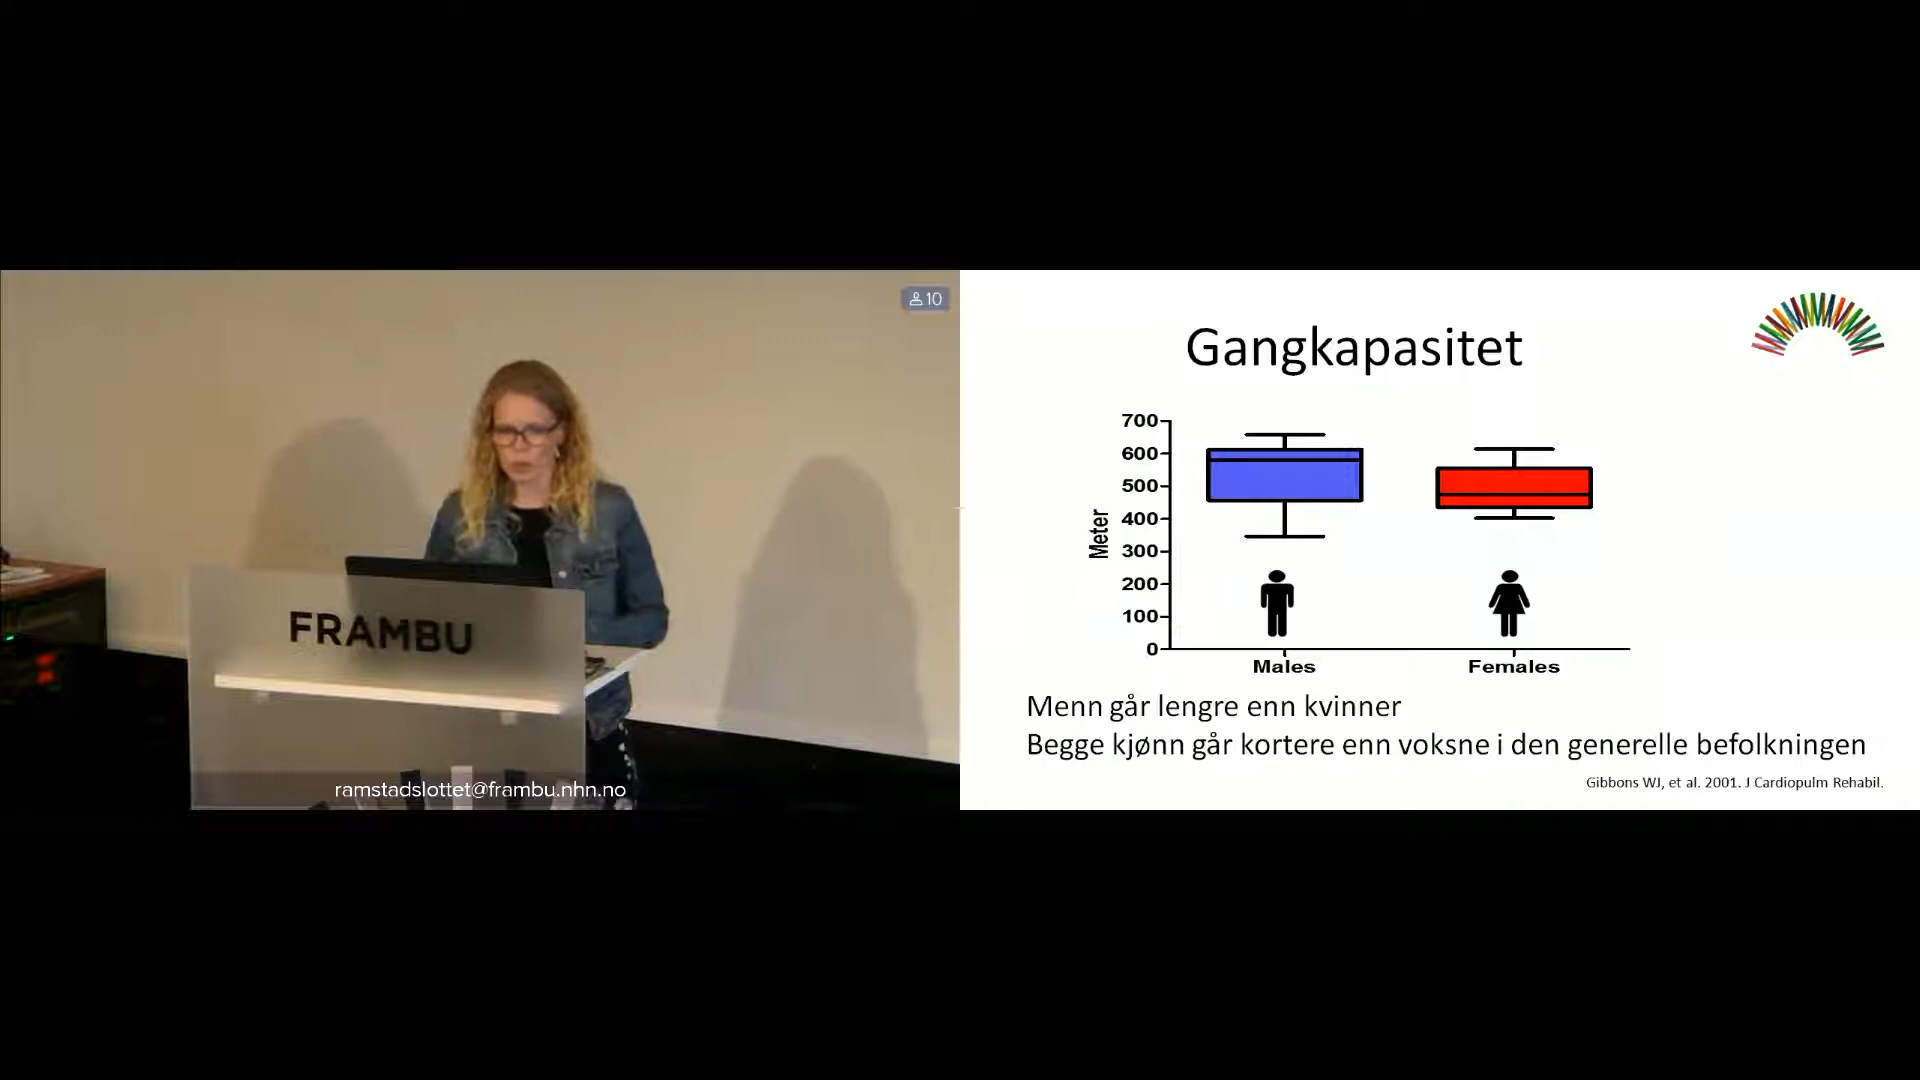 10
FRAMBU
ramstadslottet@frambu.nhn.no
Gangkapasitet
700
600
500
400
300
200
100
0
Meter
Males
Females
Menn går lengre enn kvinner
Begge kjønn går kortere enn voksne i den generelle befolkningen
Gibbons WJ, et al. 2001. J Cardiopulm Rehabil.